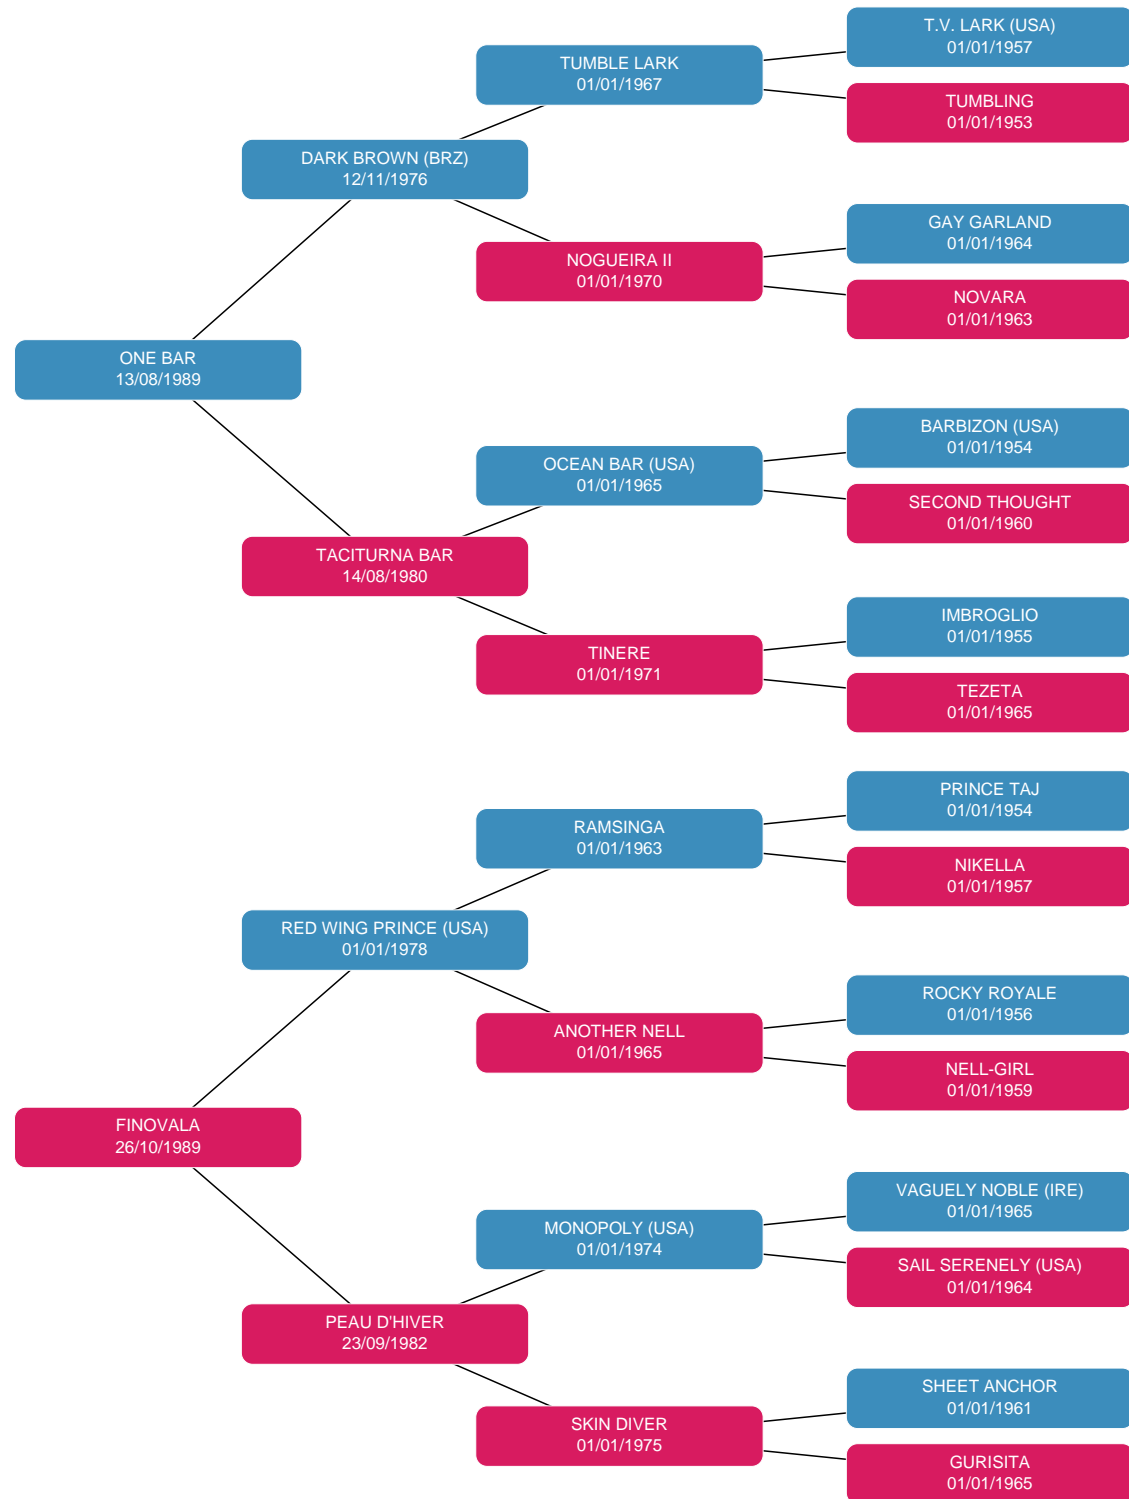 T.V. LARK (USA)
01/01/1957
TUMBLE LARK
01/01/1967
TUMBLING
01/01/1953
DARK BROWN (BRZ)
12/11/1976
GAY GARLAND
01/01/1964
NOGUEIRA II
01/01/1970
NOVARA
01/01/1963
ONE BAR
13/08/1989
BARBIZON (USA)
01/01/1954
OCEAN BAR (USA)
01/01/1965
SECOND THOUGHT
01/01/1960
TACITURNA BAR
14/08/1980
IMBROGLIO
01/01/1955
TINERE
01/01/1971
TEZETA
01/01/1965
PRINCE TAJ
01/01/1954
RAMSINGA
01/01/1963
NIKELLA
01/01/1957
RED WING PRINCE (USA)
01/01/1978
ROCKY ROYALE
01/01/1956
ANOTHER NELL
01/01/1965
NELL-GIRL
01/01/1959
FINOVALA
26/10/1989
VAGUELY NOBLE (IRE)
01/01/1965
MONOPOLY (USA)
01/01/1974
SAIL SERENELY (USA)
01/01/1964
PEAU D'HIVER
23/09/1982
SHEET ANCHOR
01/01/1961
SKIN DIVER
01/01/1975
GURISITA
01/01/1965